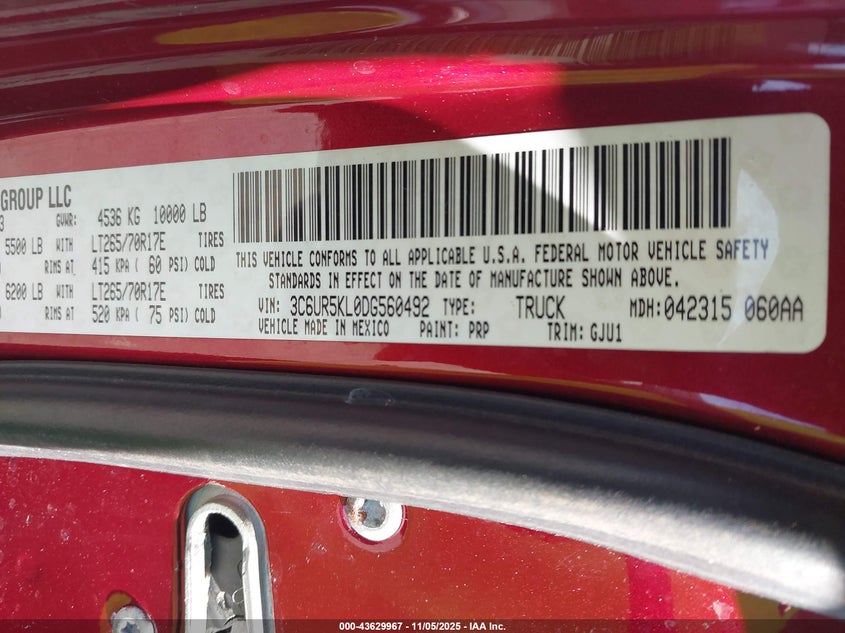 GROUP LLC
3 GVWR: 4536 KG 10000 LB
5500 LB WITH LT265/70R17E TIRES
RIMS AT 415 KPA ( 60 PSI) COLD
6200 LB WITH LT265/70R17E TIRES
RIMS AT 520 KPA ( 75 PSI) COLD
THIS VEHICLE CONFORMS TO ALL APPLICABLE U.S.A. FEDERAL MOTOR VEHICLE SAFETY
STANDARDS IN EFFECT ON THE DATE OF MANUFACTURE SHOWN ABOVE.
VIN: 3C6UR5KL0DG560492 TYPE: TRUCK MDH: 042315 060AA
VEHICLE MADE IN MEXICO PAINT: PRP TRIM: GJU1
000-43629967 - 11/05/2025 - IAA Inc.